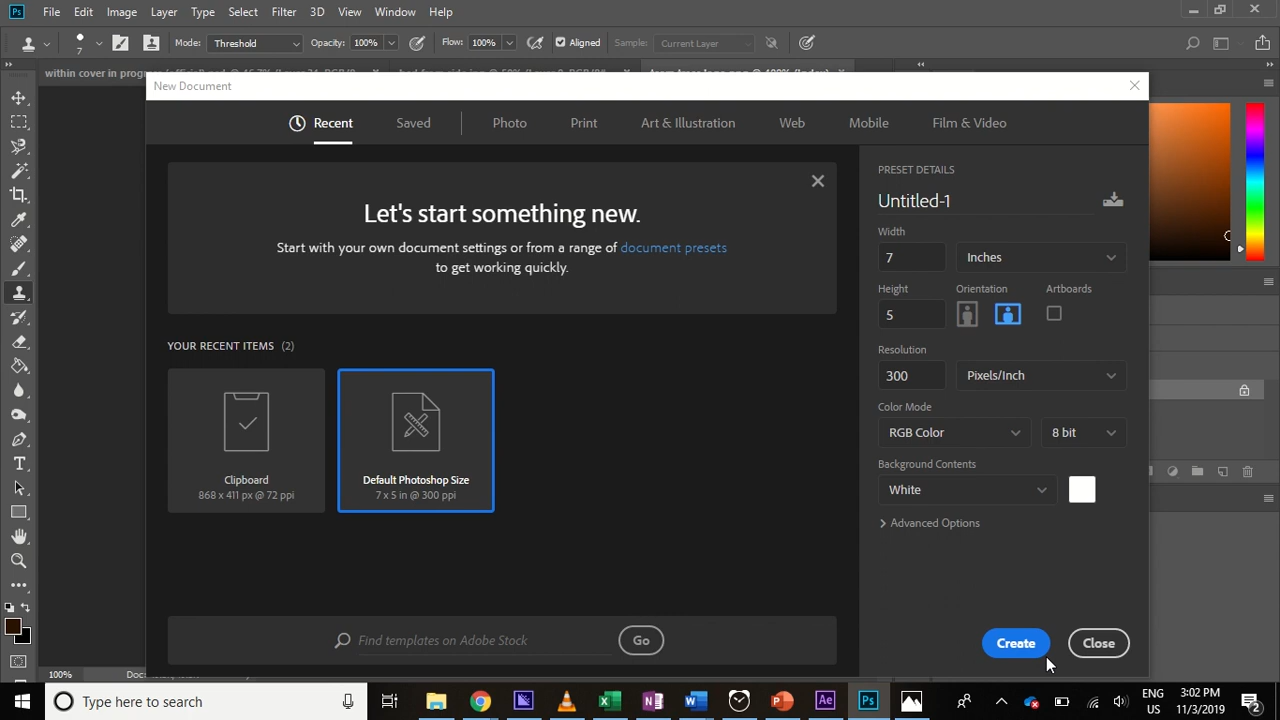 Ps File Edit Image Layer Type Select Filter 3D View Window Help
7 Mode: Threshold Opacity: 100% Flow: 100% Aligned Sample: Current Layer
New Document
Recent Saved Photo Print Art & Illustration Web Mobile Film & Video
Let's start something new.
Start with your own document settings or from a range of document presets
to get working quickly.
YOUR RECENT ITEMS (2)
Clipboard
868 x 411 px @ 72 ppi
Default Photoshop Size
7 x 5 in @ 300 ppi
Find templates on Adobe Stock Go
PRESET DETAILS
Untitled-1
Width
7 Inches
Height Orientation Artboards
5
Resolution
300 Pixels/Inch
Color Mode
RGB Color 8 bit
Background Contents
White
Advanced Options
Create Close
100%
Type here to search
Ae Ps
ENG
US
3:02 PM
11/3/2019
2